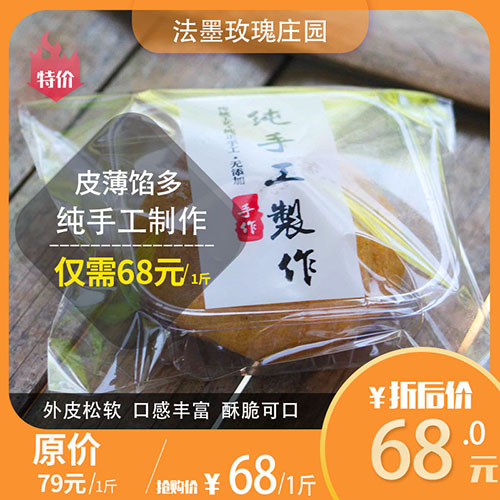 法墨玫瑰庄园
特价
纯手工製作
无添加
手作
皮薄馅多
纯手工制作
仅需68元/1斤
外皮松软 口感丰富 酥脆可口
¥折后价
68.0元
原价
79元/1斤
抢购价¥68/1斤